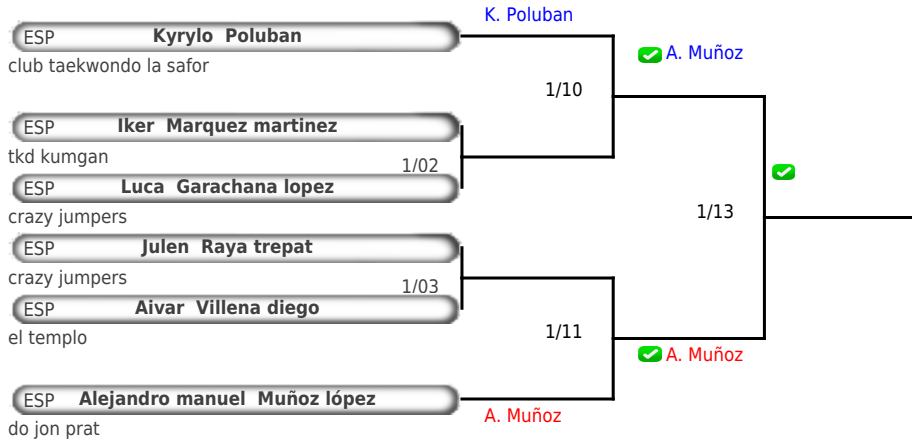 K. Poluban
ESP Kyrylo Poluban
A. Muñoz
club taekwondo la safor
1/10
ESP Iker Marquez martinez
tkd kumgan
1/02
ESP Luca Garachana lopez
crazy jumpers
1/13
ESP Julen Raya trepat
crazy jumpers
1/03
ESP Aivar Villena diego
el templo
1/11
A. Muñoz
ESP Alejandro manuel Muñoz lópez
A. Muñoz
do jon prat